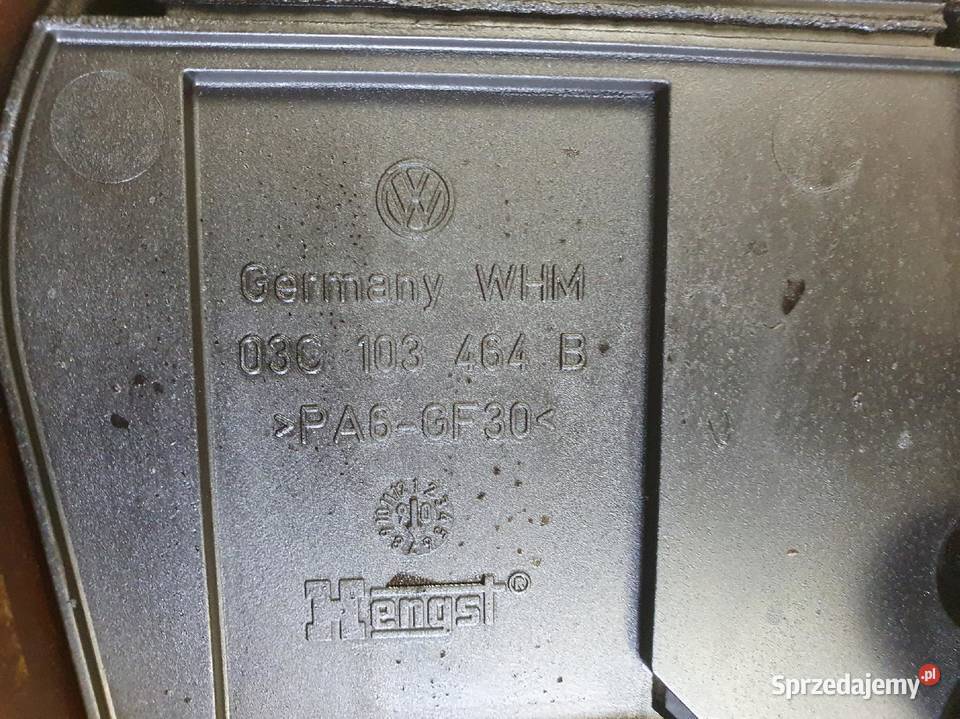 Germany WHM
03C 103 464 B
>PA6-GF30<
Hengst®
Sprzedajemy.pl